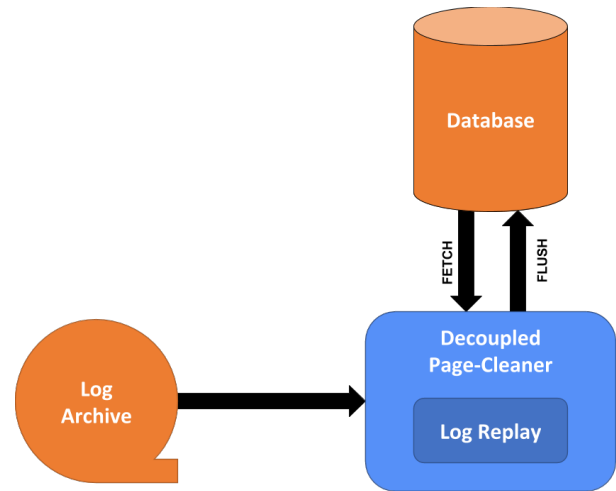 Database
FETCH
FLUSH
Decoupled
Page-Cleaner
Log
Archive
Log Replay